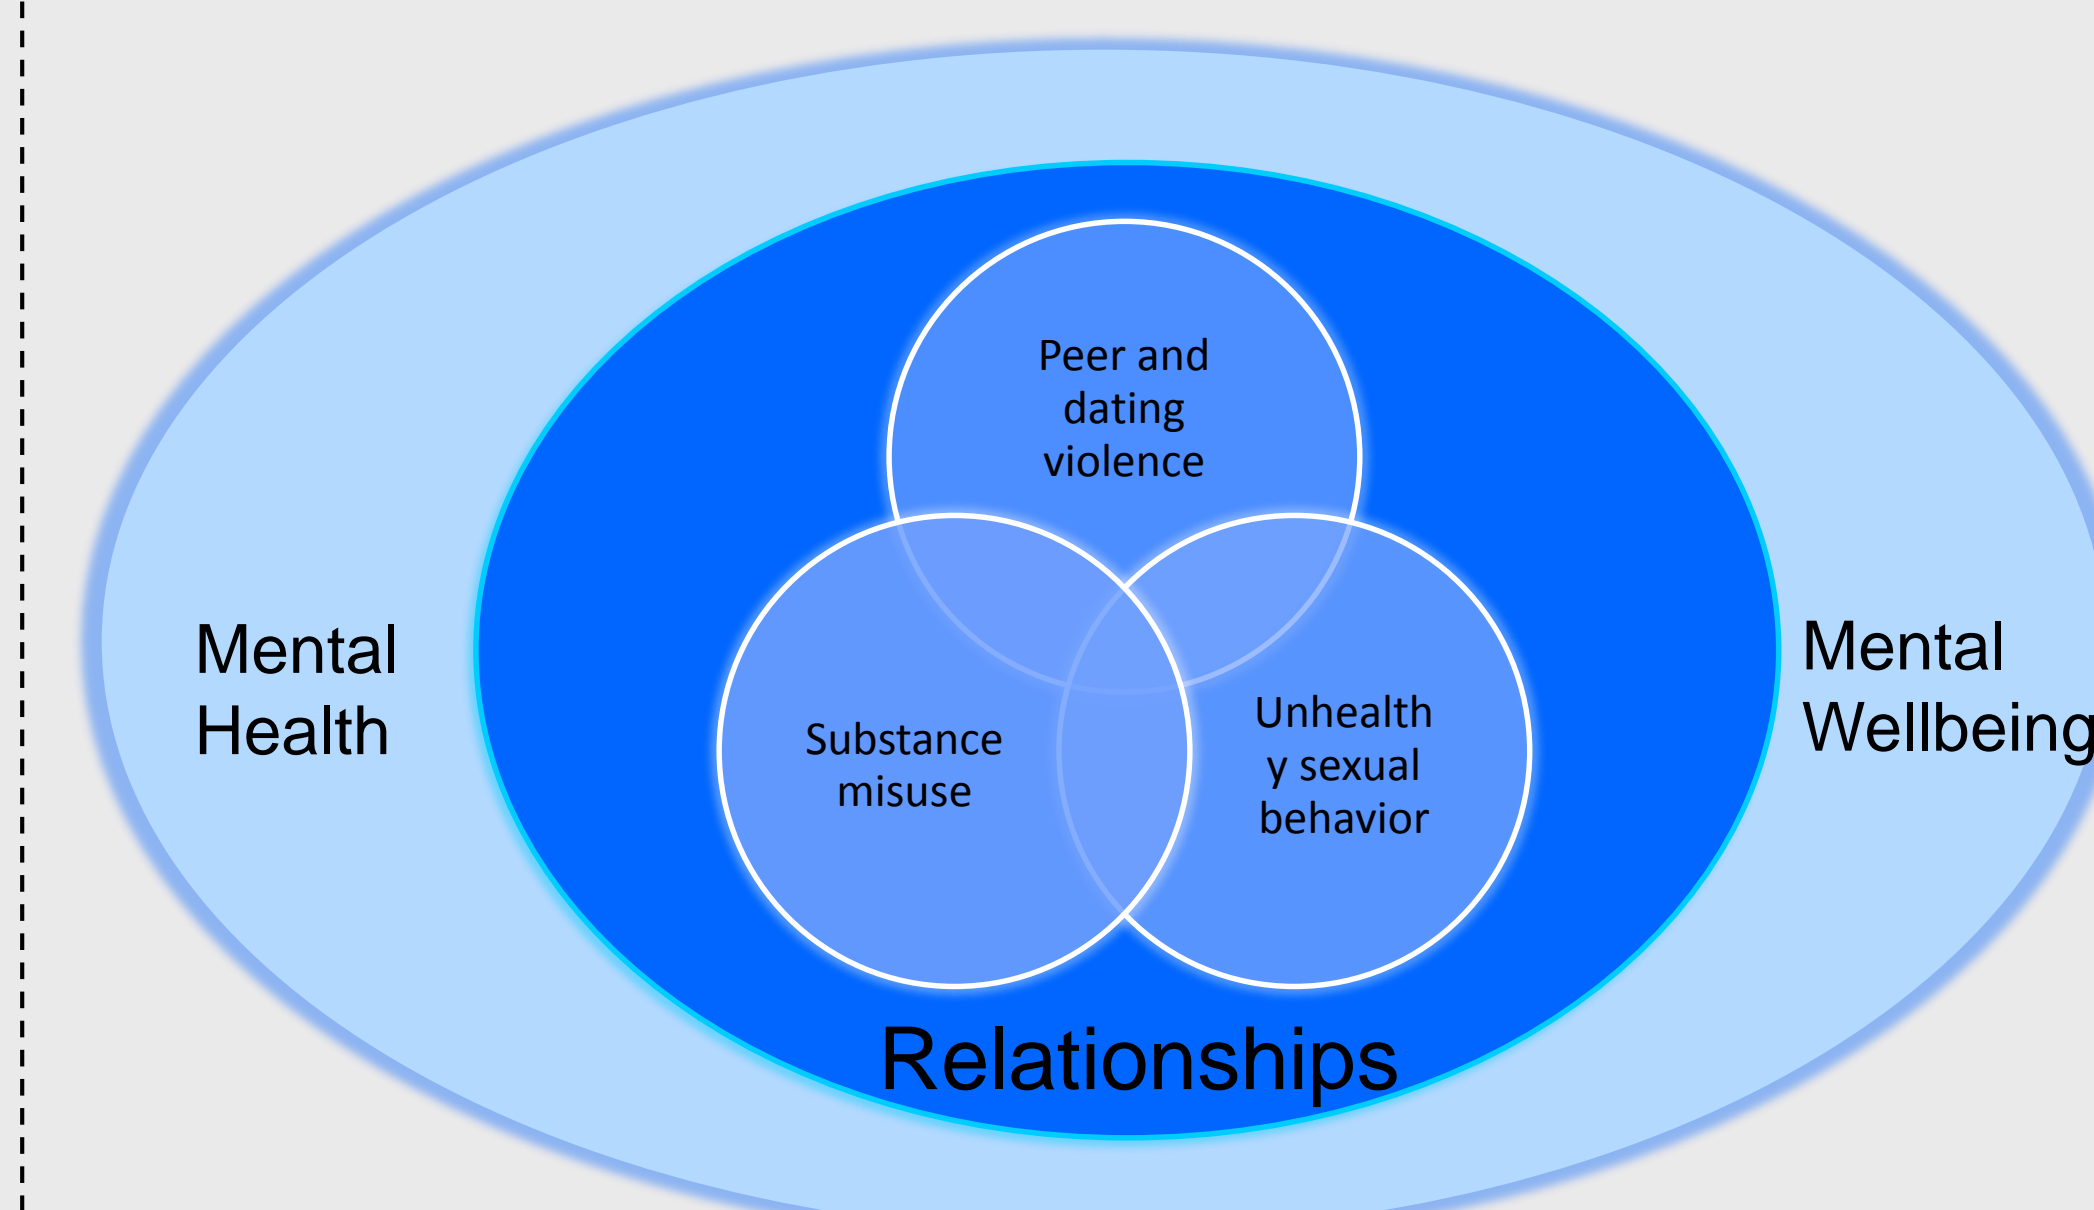 Peer and
dating
violence
Mental
Health
Mental
Wellbeing
Substance
misuse
Unhealth
y sexual
behavior
Relationships